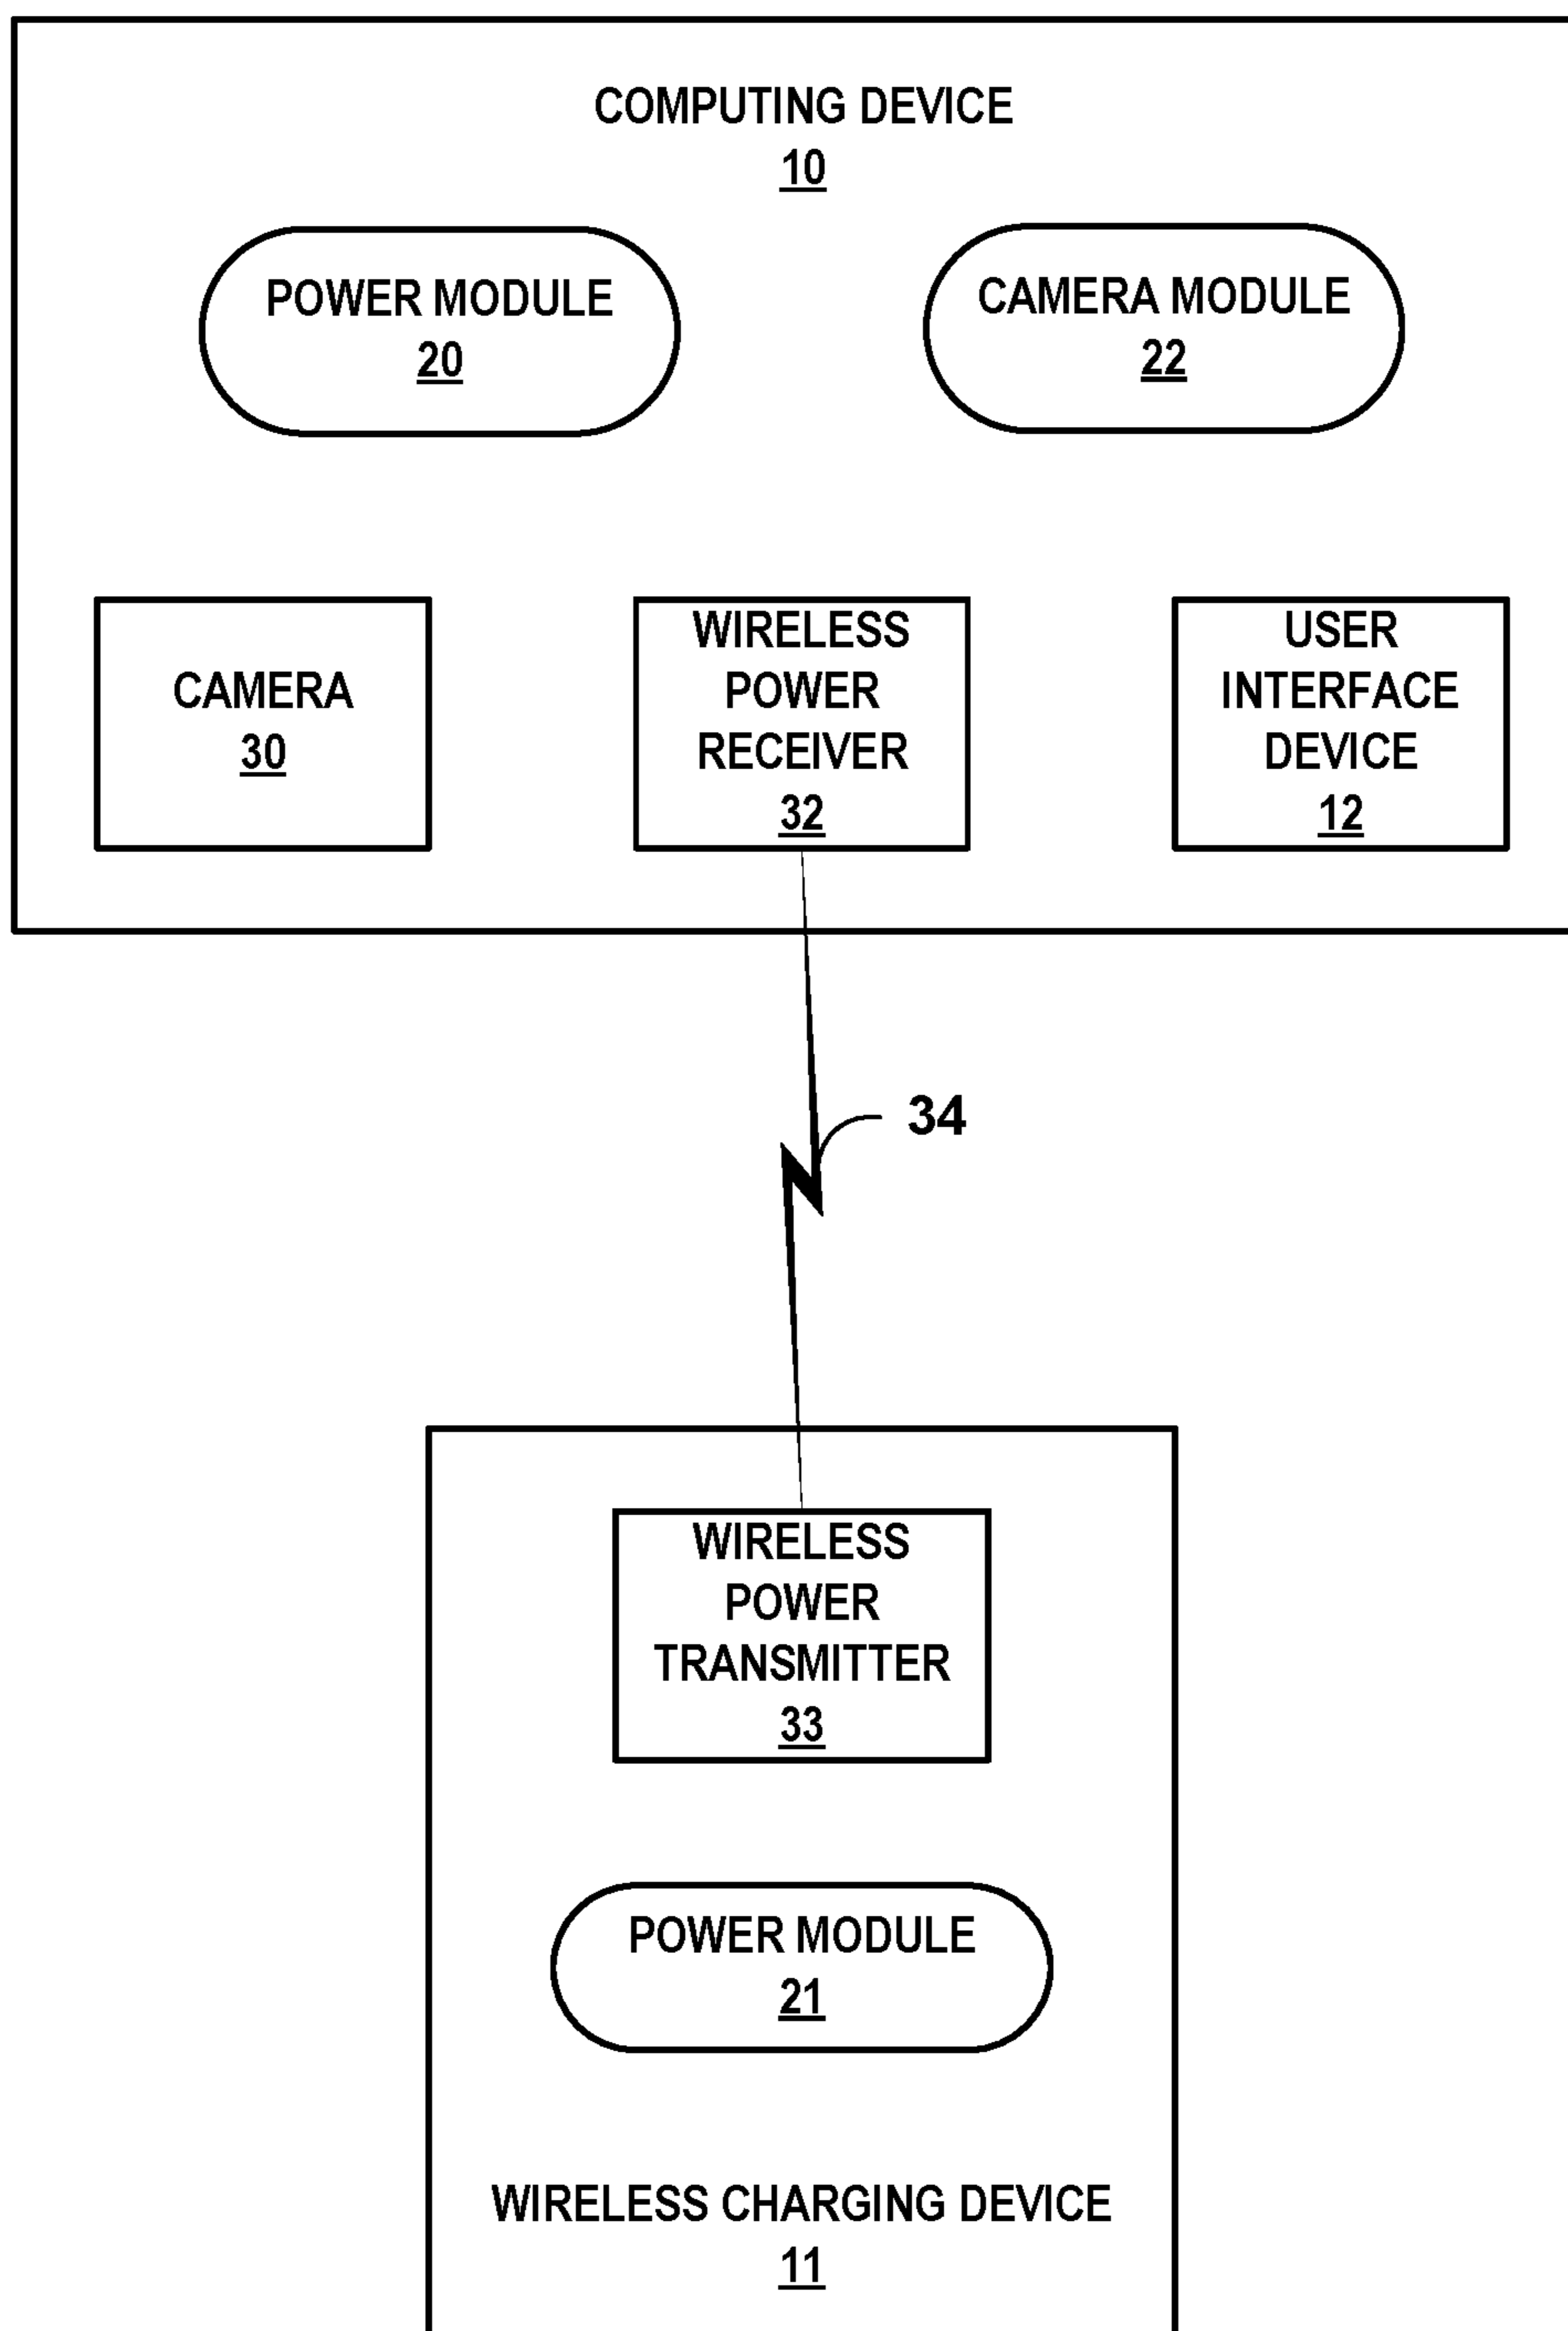 COMPUTING DEVICE
10
POWER MODULE
20
CAMERA MODULE
22
CAMERA
30
WIRELESS
POWER
RECEIVER
32
USER
INTERFACE
DEVICE
12
34
WIRELESS
POWER
TRANSMITTER
33
POWER MODULE
21
WIRELESS CHARGING DEVICE
11